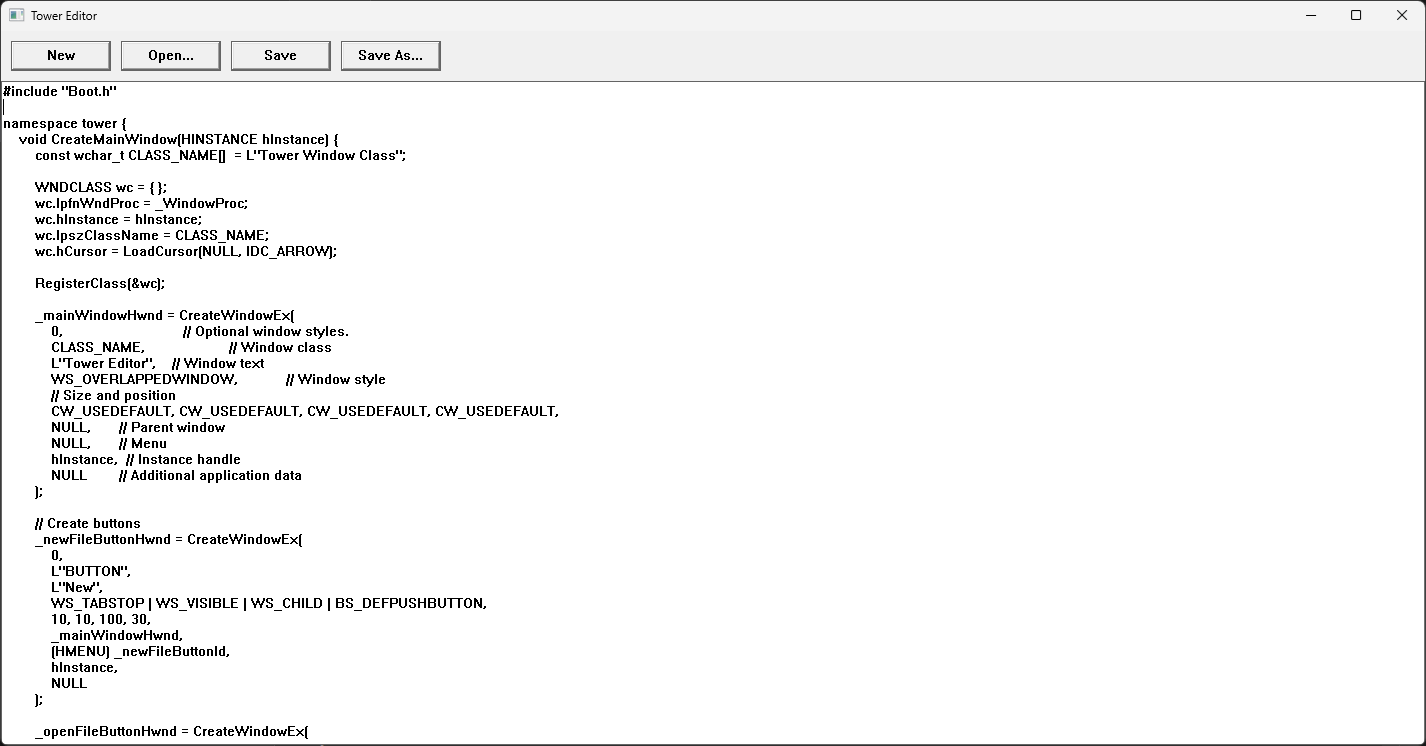 Tower Editor
New Open... Save Save As...
#include "Boot.h"
namespace tower {
    void CreateMainWindow(HINSTANCE hInstance) {
        const wchar_t CLASS_NAME[]  = L"Tower Window Class";

        WNDCLASS wc = { };
        wc.lpfnWndProc = _WindowProc;
        wc.hInstance = hInstance;
        wc.lpszClassName = CLASS_NAME;
        wc.hCursor = LoadCursor(NULL, IDC_ARROW);

        RegisterClass(&wc);

        _mainWindowHwnd = CreateWindowEx(
            0,                              // Optional window styles.
            CLASS_NAME,                     // Window class
            L"Tower Editor",    // Window text
            WS_OVERLAPPEDWINDOW,            // Window style
            // Size and position
            CW_USEDEFAULT, CW_USEDEFAULT, CW_USEDEFAULT, CW_USEDEFAULT,
            NULL,       // Parent window
            NULL,       // Menu
            hInstance,  // Instance handle
            NULL        // Additional application data
        );

        // Create buttons
        _newFileButtonHwnd = CreateWindowEx(
            0,
            L"BUTTON",
            L"New",
            WS_TABSTOP | WS_VISIBLE | WS_CHILD | BS_DEFPUSHBUTTON,
            10, 10, 100, 30,
            _mainWindowHwnd,
            (HMENU) _newFileButtonId,
            hInstance,
            NULL
        );

        _openFileButtonHwnd = CreateWindowEx(